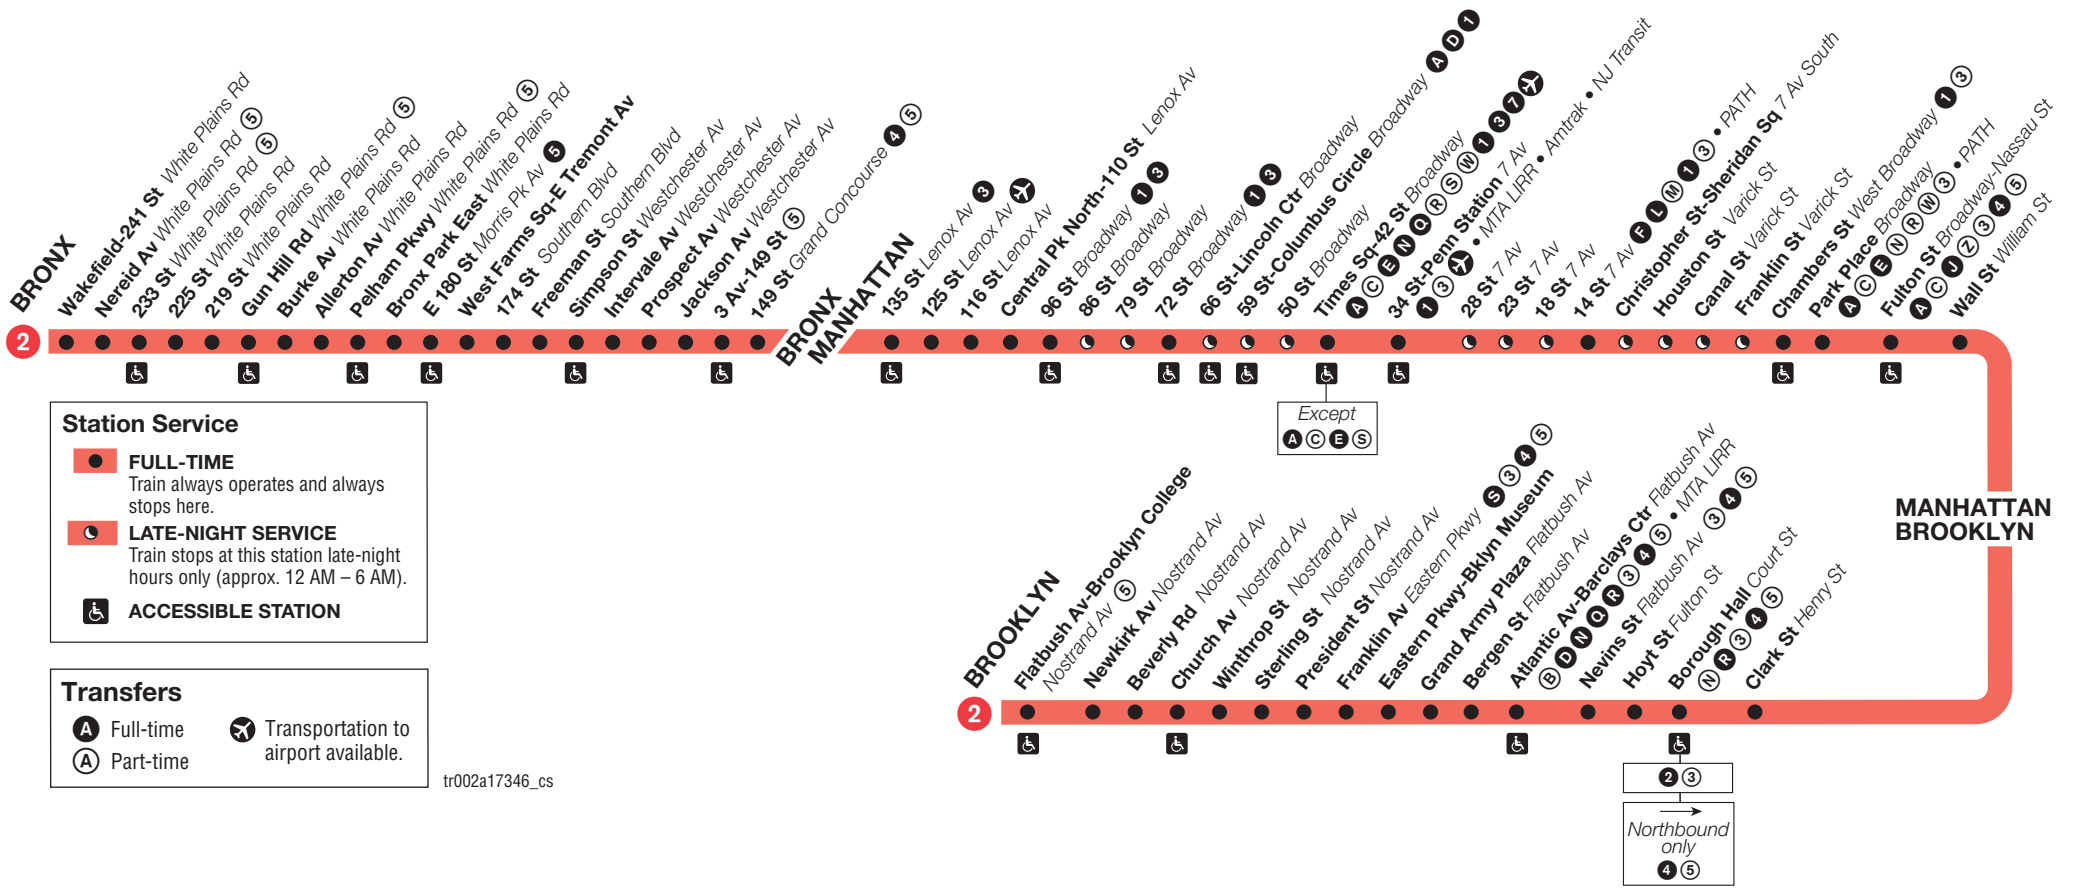 BRONX
2
Wakefield-241 St White Plains Rd
Nereid Av White Plains Rd 5
233 St White Plains Rd 5
225 St White Plains Rd
219 St White Plains Rd
Gun Hill Rd White Plains Rd 5
Burke Av White Plains Rd
Allerton Av White Plains Rd
Pelham Pkwy White Plains Rd 5
Bronx Park East White Plains Rd
E 180 St Morris Pk Av 5
West Farms Sq-E Tremont Av
174 St Southern Blvd
Freeman St Southern Blvd
Simpson St Westchester Av
Intervale Av Westchester Av
Prospect Av Westchester Av
Jackson Av Westchester Av
3 Av-149 St 5
149 St Grand Concourse 4 5
BRONX
MANHATTAN
135 St Lenox Av 3
125 St Lenox Av
116 St Lenox Av
Central Pk North-110 St Lenox Av
96 St Broadway 1 3
86 St Broadway
79 St Broadway
72 St Broadway 1 3
66 St-Lincoln Ctr Broadway
59 St-Columbus Circle Broadway A D 1
50 St Broadway
Times Sq-42 St Broadway
A C E N Q R S W 1 3 7
34 St-Penn Station 7 Av
1 3 • MTA LIRR • Amtrak • NJ Transit
28 St 7 Av
23 St 7 Av
18 St 7 Av
14 St 7 Av F L M 1 3 • PATH
Christopher St-Sheridan Sq 7 Av South
Houston St Varick St
Canal St Varick St
Franklin St Varick St
Chambers St West Broadway 1 3
Park Place Broadway
A C E N R W 3 • PATH
Fulton St Broadway-Nassau St
A C J Z 3 4 5
Wall St William St
Except
A C E S
MANHATTAN
BROOKLYN
Station Service
FULL-TIME
Train always operates and always
stops here.
LATE-NIGHT SERVICE
Train stops at this station late-night
hours only (approx. 12 AM – 6 AM).
ACCESSIBLE STATION
Transfers
A Full-time
A Part-time
Transportation to
airport available.
tr002a17346_cs
BROOKLYN
2
Flatbush Av-Brooklyn College
Nostrand Av 5
Newkirk Av Nostrand Av
Beverly Rd Nostrand Av
Church Av Nostrand Av
Winthrop St Nostrand Av
Sterling St Nostrand Av
President St Nostrand Av
Franklin Av Eastern Pkwy S 3 4 5
Eastern Pkwy-Bklyn Museum
Grand Army Plaza Flatbush Av
Bergen St Flatbush Av
Atlantic Av-Barclays Ctr Flatbush Av
B D N Q R 3 4 5 • MTA LIRR
Nevins St Flatbush Av 3 4 5
Hoyt St Fulton St
Borough Hall Court St
N R 3 4 5
Clark St Henry St
2 3
Northbound
only
4 5